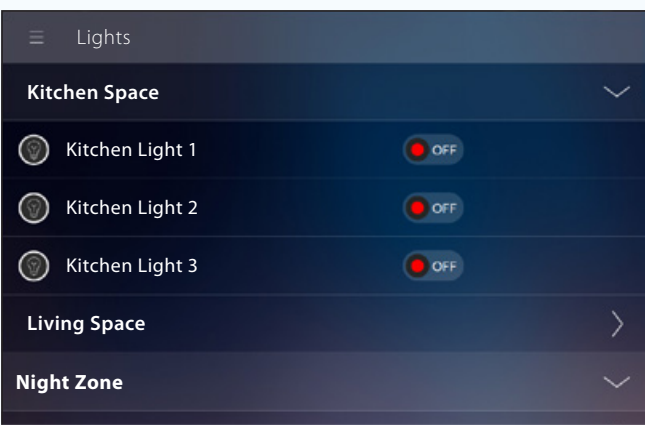 Lights
Kitchen Space
Kitchen Light 1 OFF
Kitchen Light 2 OFF
Kitchen Light 3 OFF
Living Space
Night Zone